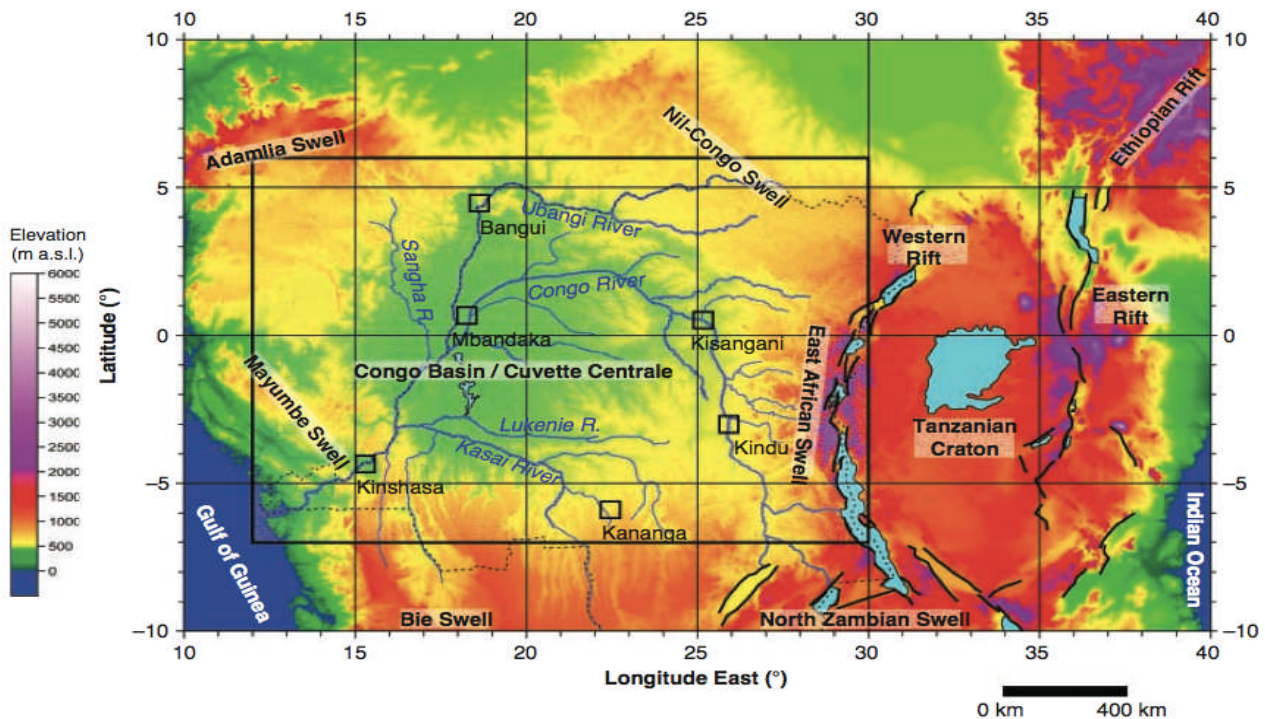 10
15
20
25
30
35
40
10
10
Adamlia Swell
Nil-Congo Swell
Ethiopian Rift
5
5
Elevation
(m a.s.l.)
6000
5500
5000
4500
4000
3500
3000
2500
2000
1500
1000
500
0
Latitude (°)
Bangui
Ubangi River
Western
Rift
Sangha R.
Congo River
Eastern
Rift
Mbandaka
Kisangani
0
0
Congo Basin / Cuvette Centrale
Mayumbe Swell
East African Swell
Lukenie R.
Tanzanian
Craton
Kasai River
Kindu
Kinshasa
–5
–5
Kananga
Gulf of Guinea
Indian Ocean
Bie Swell
North Zambian Swell
–10
–10
10
15
20
25
30
35
40
Longitude East (°)
0 km
400 km